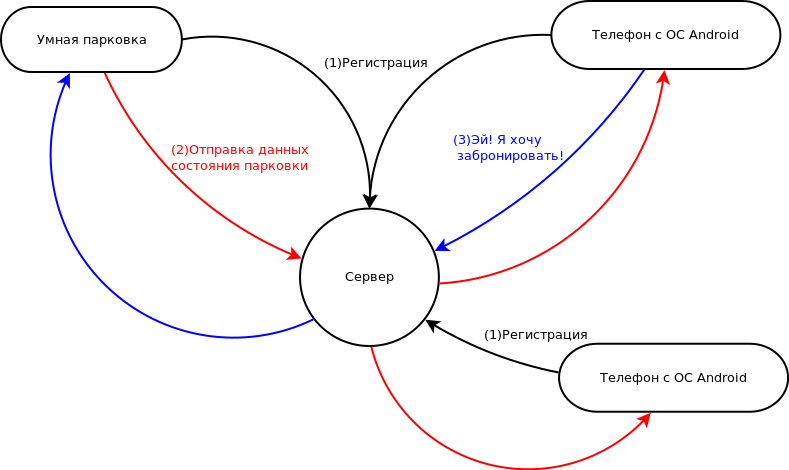 Умная парковка
Телефон с ОС Android
(1)Регистрация
(3)Эй! Я хочу
забронировать!
(2)Отправка данных
состояния парковки
Сервер
(1)Регистрация
Телефон с ОС Android